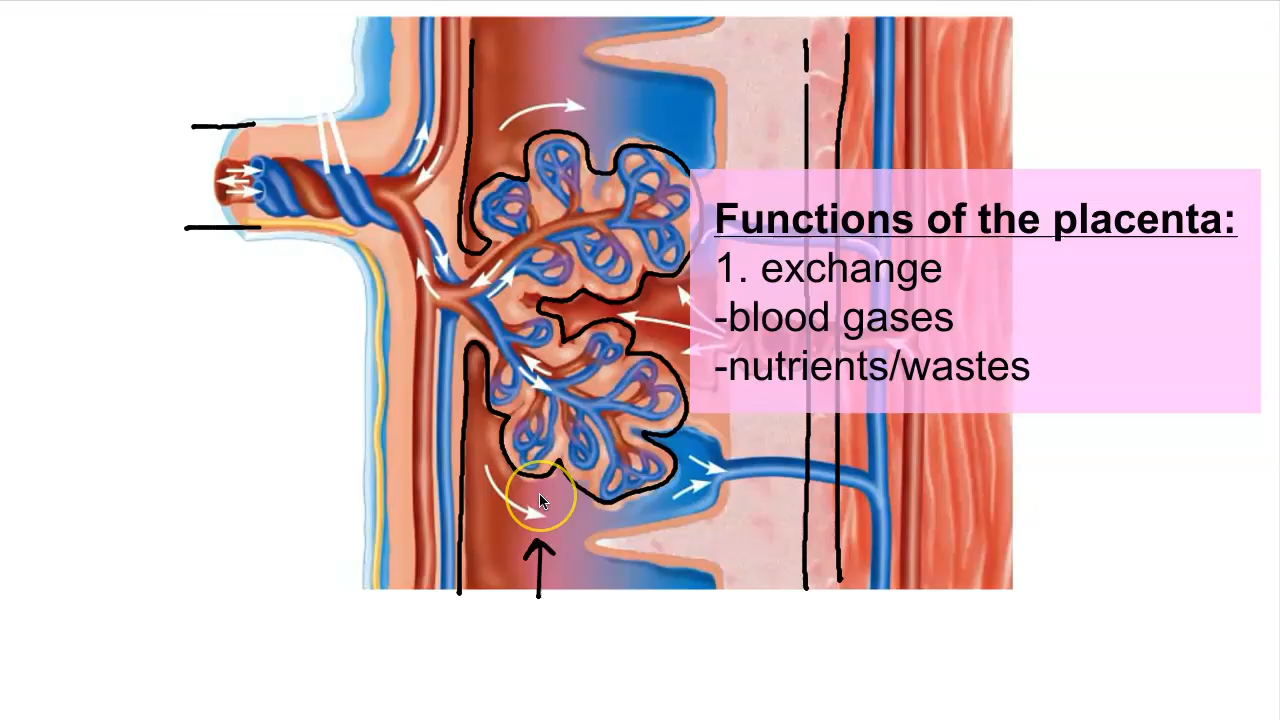 Functions of the placenta:
1. exchange
-blood gases
-nutrients/wastes